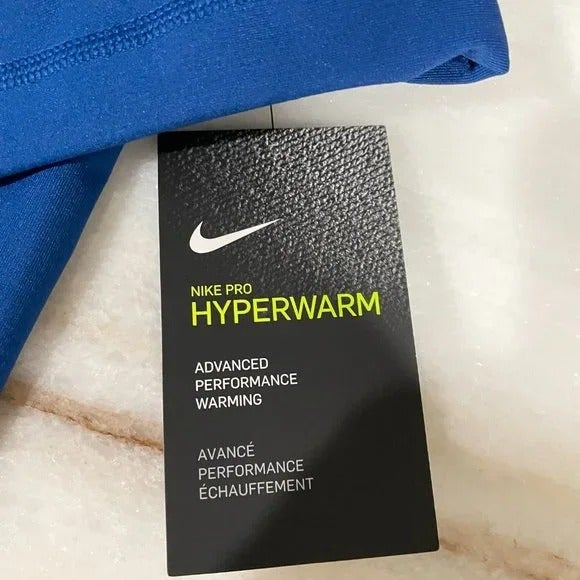 NIKE PRO
HYPERWARM
ADVANCED
PERFORMANCE
WARMING
AVANCÉ
PERFORMANCE
ÉCHAUFFEMENT